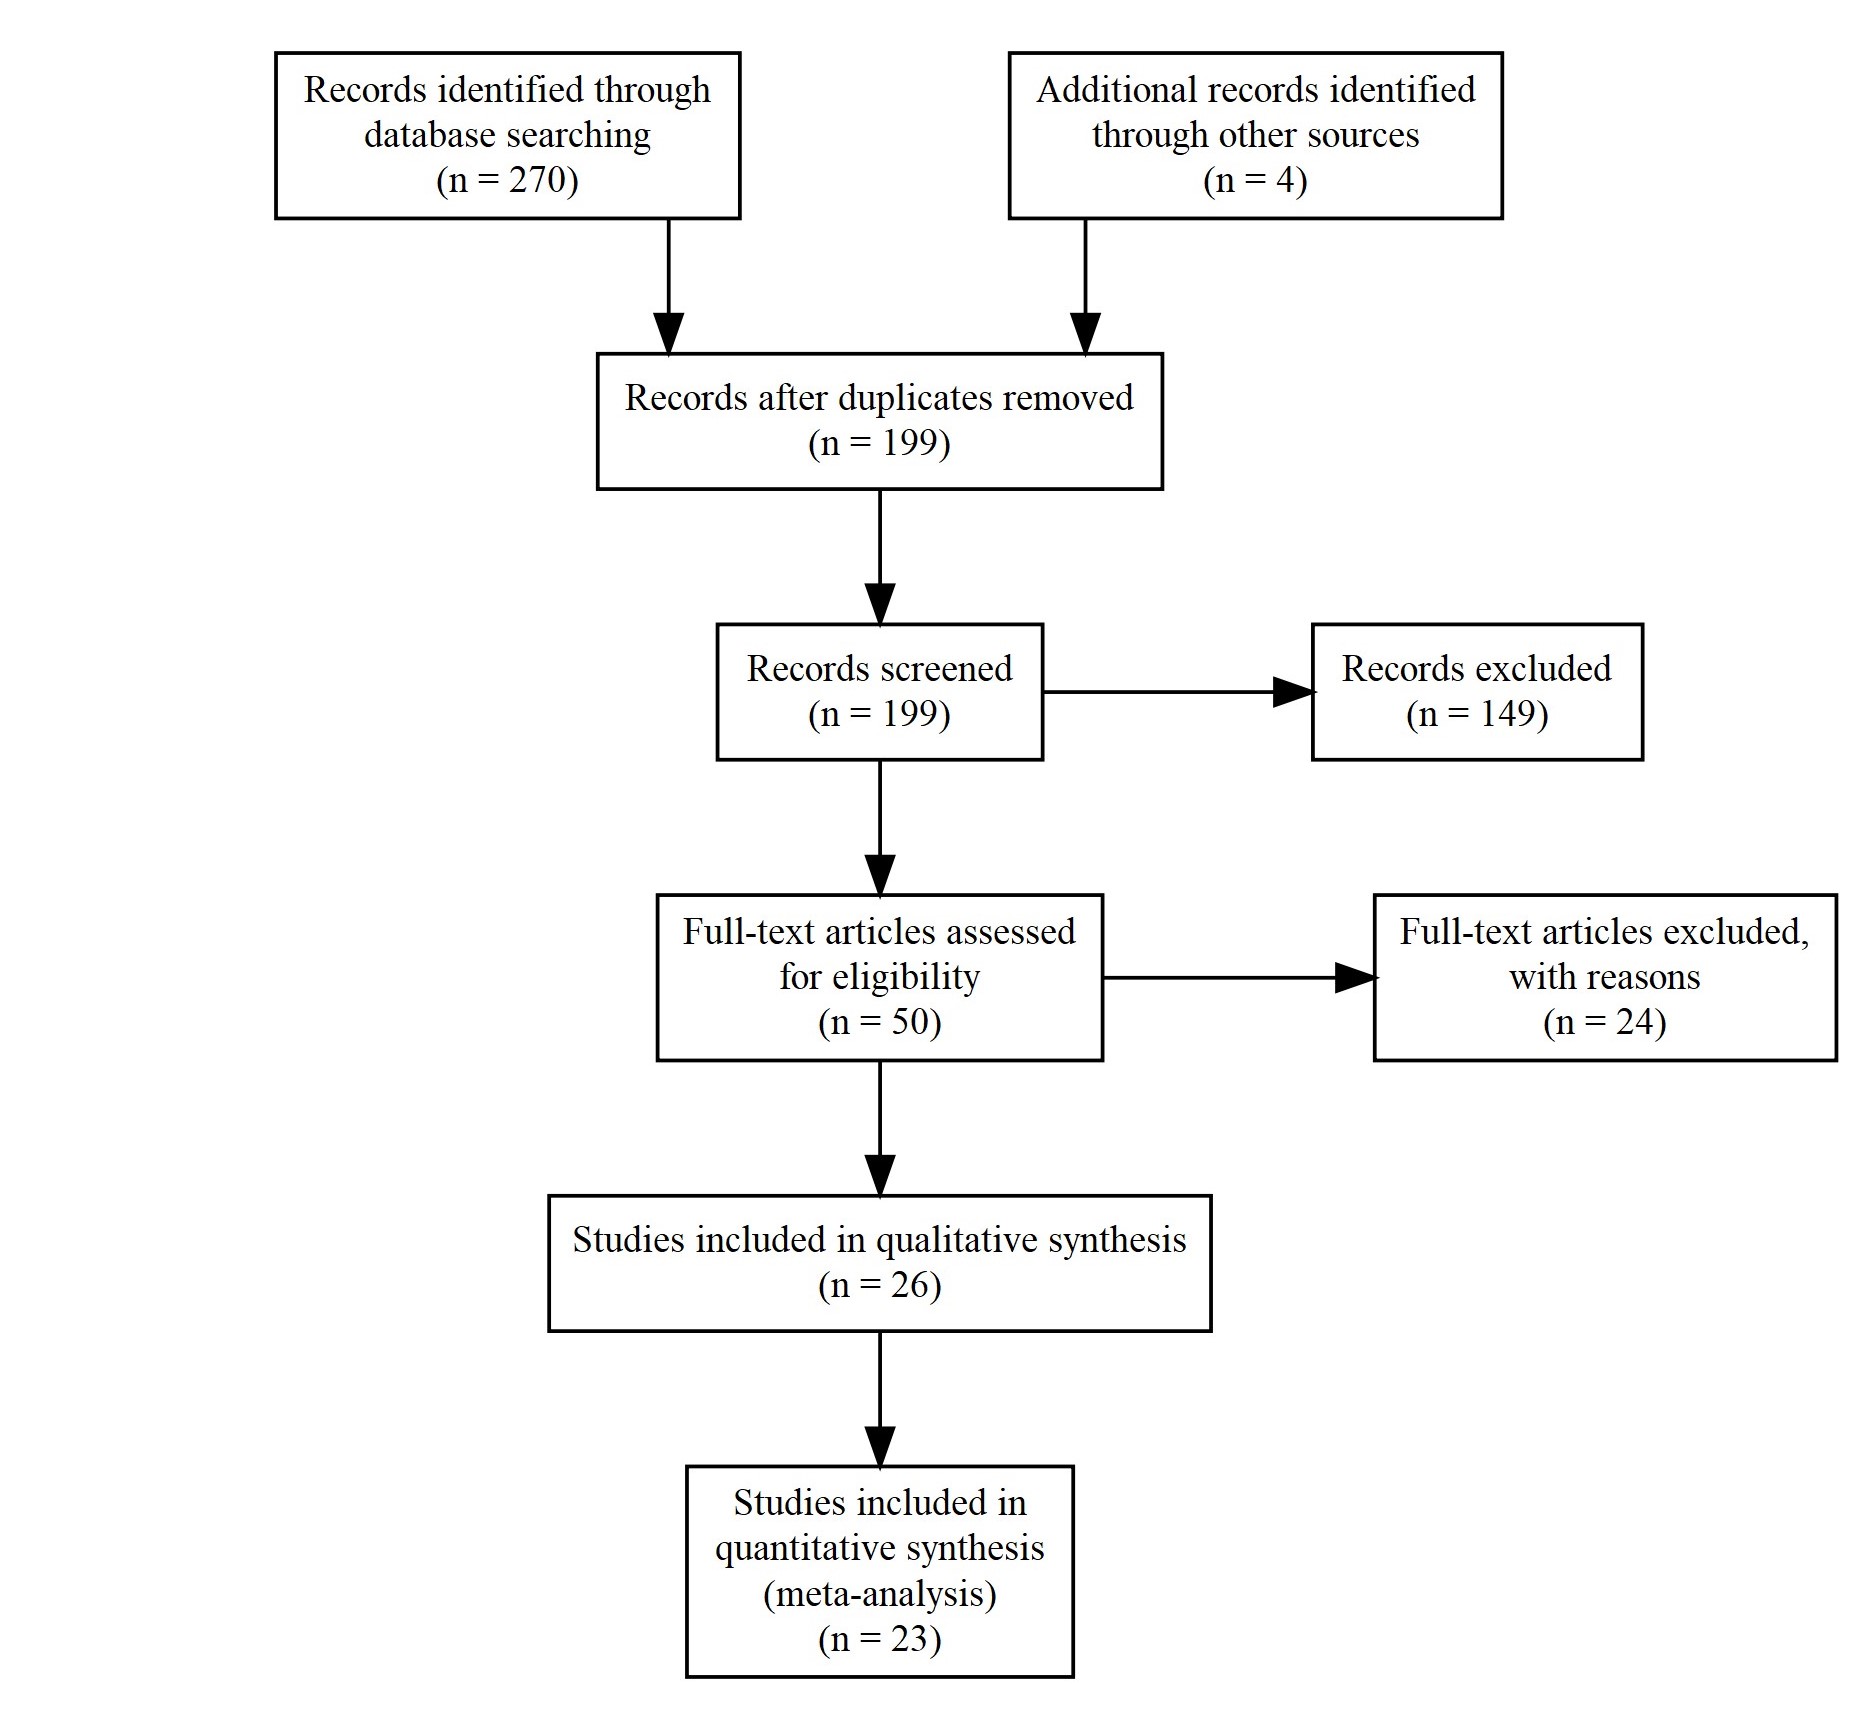 Records identified through
database searching
(n = 270)
Additional records identified
through other sources
(n = 4)
Records after duplicates removed
(n = 199)
Records screened
(n = 199)
Records excluded
(n = 149)
Full-text articles assessed
for eligibility
(n = 50)
Full-text articles excluded,
with reasons
(n = 24)
Studies included in qualitative synthesis
(n = 26)
Studies included in
quantitative synthesis
(meta-analysis)
(n = 23)